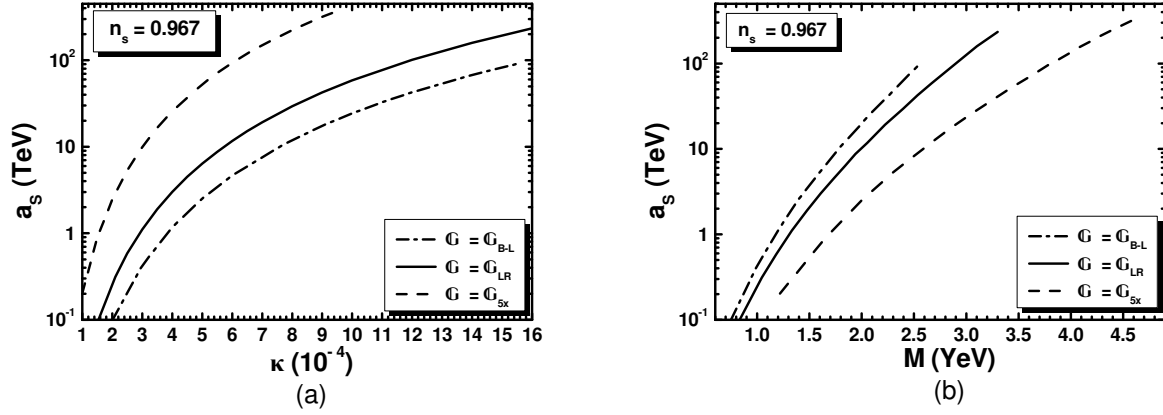 n_s = 0.967
a_S (TeV)
10^2
10
1
10^-1
𝔾 = 𝔾_B-L
𝔾 = 𝔾_LR
𝔾 = 𝔾_5x
1 2 3 4 5 6 7 8 9 10 11 12 13 14 15 16
κ (10^-4)
(a)
n_s = 0.967
a_S (TeV)
10^2
10
1
10^-1
𝔾 = 𝔾_B-L
𝔾 = 𝔾_LR
𝔾 = 𝔾_5x
1.0 1.5 2.0 2.5 3.0 3.5 4.0 4.5
M (YeV)
(b)